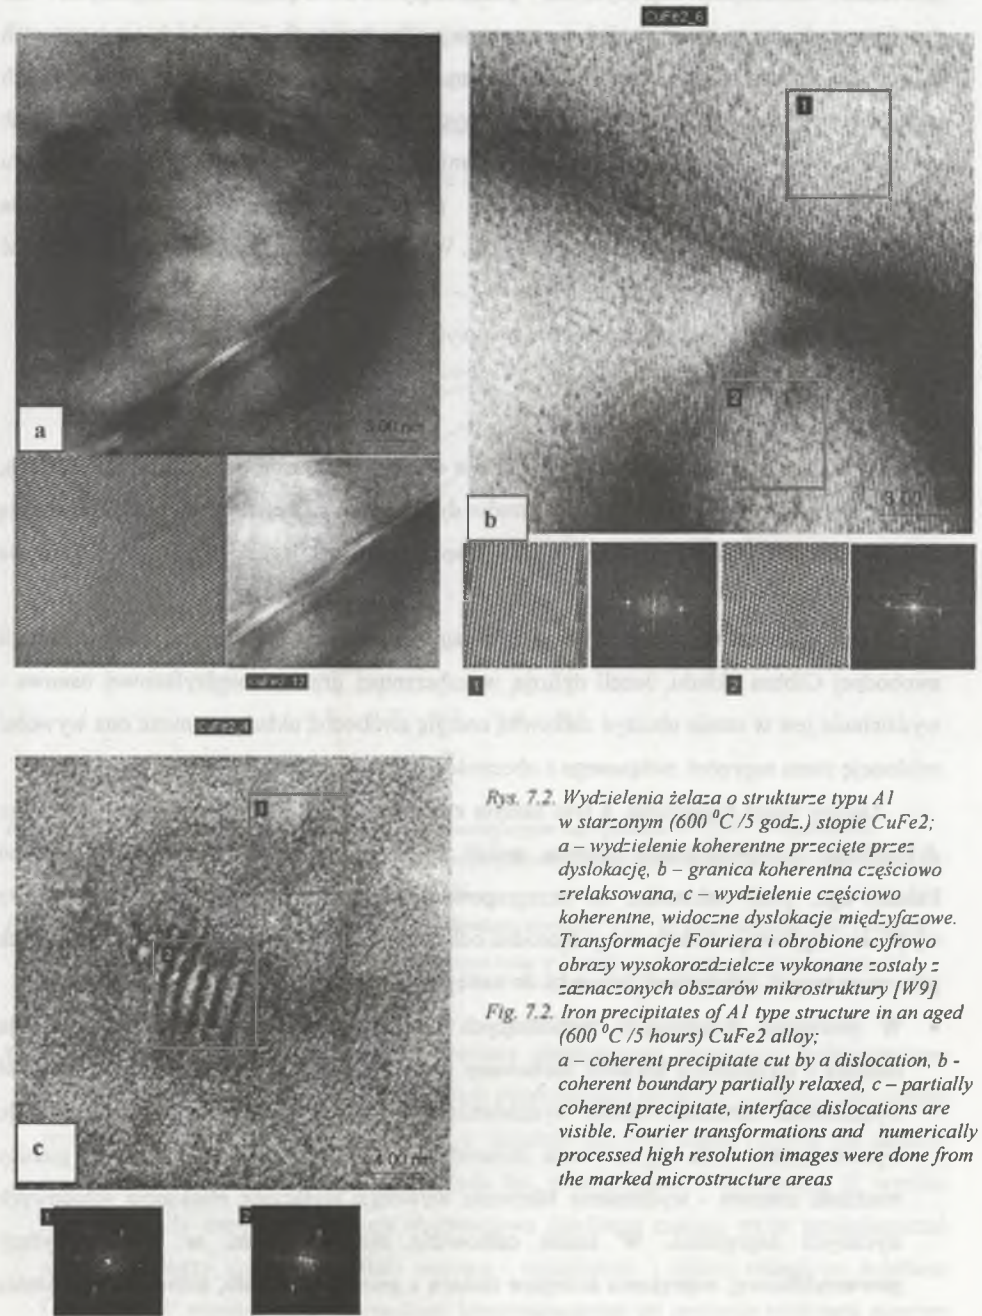 CuFe2_6
1
a
3.00 nm
2
b
3.00
1
2
1
2
c
4.00 nm
1
2
Rys. 7.2. Wydzielenia żelaza o strukturze typu A1
w starzonym (600 ⁰C /5 godz.) stopie CuFe2;
a – wydzielenie koherentne przecięte przez
dyslokację, b – granica koherentna częściowo
zrelaksowana, c – wydzielenie częściowo
koherentne, widoczne dyslokacje międzyfazowe.
Transformacje Fouriera i obrobione cyfrowo
obrazy wysokorozdzielcze wykonane zostały z
zaznaczonych obszarów mikrostruktury [W9]
Fig. 7.2. Iron precipitates of A1 type structure in an aged
(600 ⁰C /5 hours) CuFe2 alloy;
a – coherent precipitate cut by a dislocation, b -
coherent boundary partially relaxed, c – partially
coherent precipitate, interface dislocations are
visible. Fourier transformations and numerically
processed high resolution images were done from
the marked microstructure areas